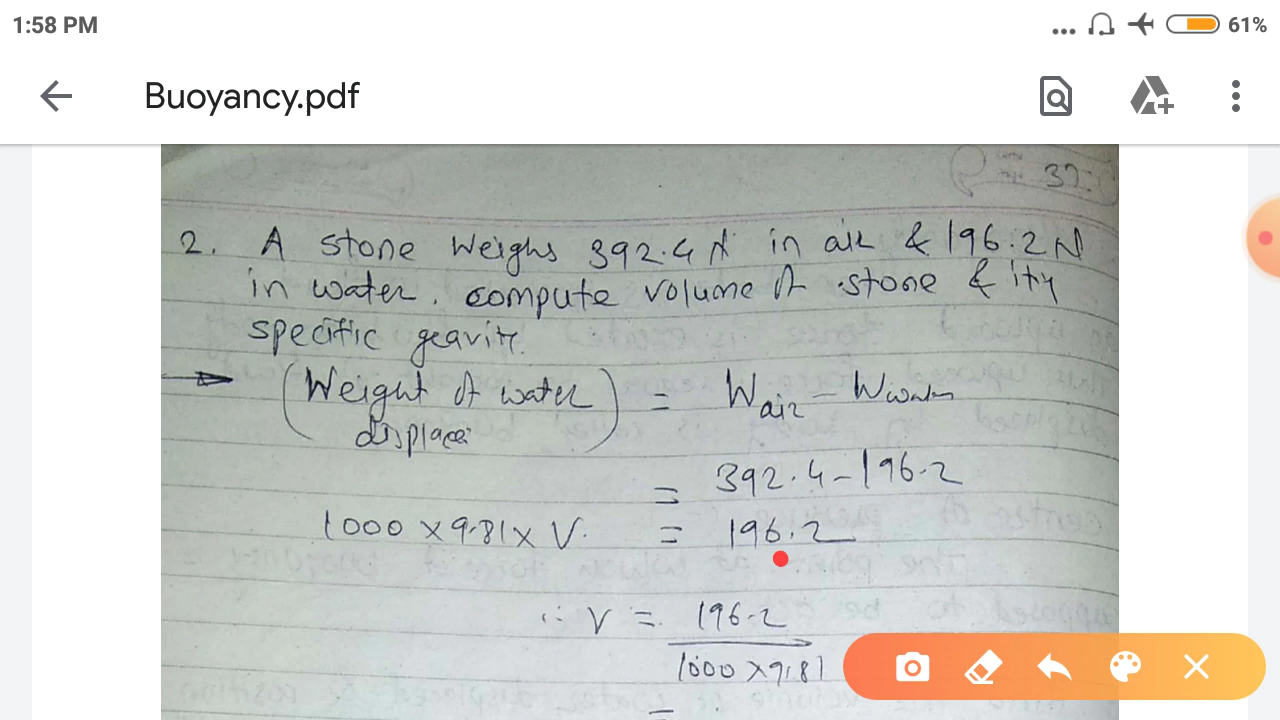 1:58 PM
61%
Buoyancy.pdf
37
2. A stone weighs 392.4 N in air & 196.2 N
in water. compute volume of stone & its
specific gravity.
(Weight of water = Wair - Wwater
displaced)
= 392.4 - 196.2
1000 × 9.81 × V. = 196.2
∴ V = 196.2
1000 × 9.81
=